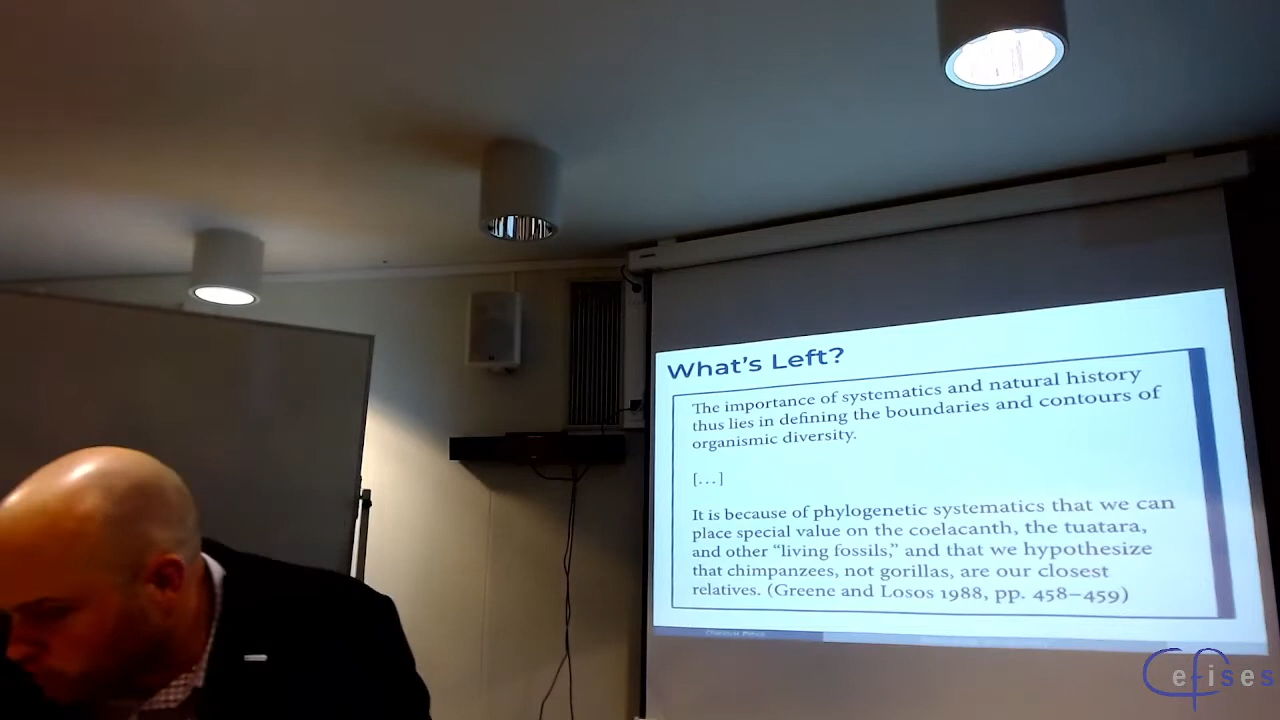 What's Left?
The importance of systematics and natural history
thus lies in defining the boundaries and contours of
organismic diversity.
[…]
It is because of phylogenetic systematics that we can
place special value on the coelacanth, the tuatara,
and other “living fossils,” and that we hypothesize
that chimpanzees, not gorillas, are our closest
relatives. (Greene and Losos 1988, pp. 458–459)
Cefises